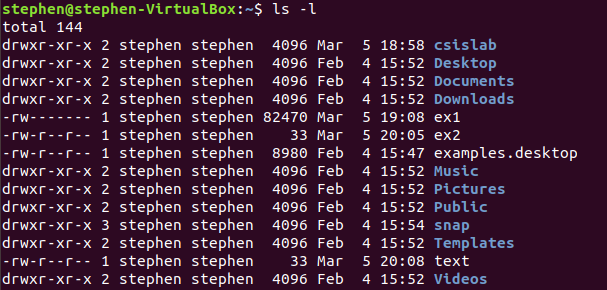 stephen@stephen-VirtualBox:~$ ls -l
total 144
drwxr-xr-x 2 stephen stephen  4096 Mar  5 18:58 csislab
drwxr-xr-x 2 stephen stephen  4096 Feb  4 15:52 Desktop
drwxr-xr-x 2 stephen stephen  4096 Feb  4 15:52 Documents
drwxr-xr-x 2 stephen stephen  4096 Feb  4 15:52 Downloads
-rw------- 1 stephen stephen 82470 Mar  5 19:08 ex1
-rw-r--r-- 1 stephen stephen    33 Mar  5 20:05 ex2
-rw-r--r-- 1 stephen stephen  8980 Feb  4 15:47 examples.desktop
drwxr-xr-x 2 stephen stephen  4096 Feb  4 15:52 Music
drwxr-xr-x 2 stephen stephen  4096 Feb  4 15:52 Pictures
drwxr-xr-x 2 stephen stephen  4096 Feb  4 15:52 Public
drwxr-xr-x 3 stephen stephen  4096 Feb  4 15:54 snap
drwxr-xr-x 2 stephen stephen  4096 Feb  4 15:52 Templates
-rw-r--r-- 1 stephen stephen    33 Mar  5 20:08 text
drwxr-xr-x 2 stephen stephen  4096 Feb  4 15:52 Videos